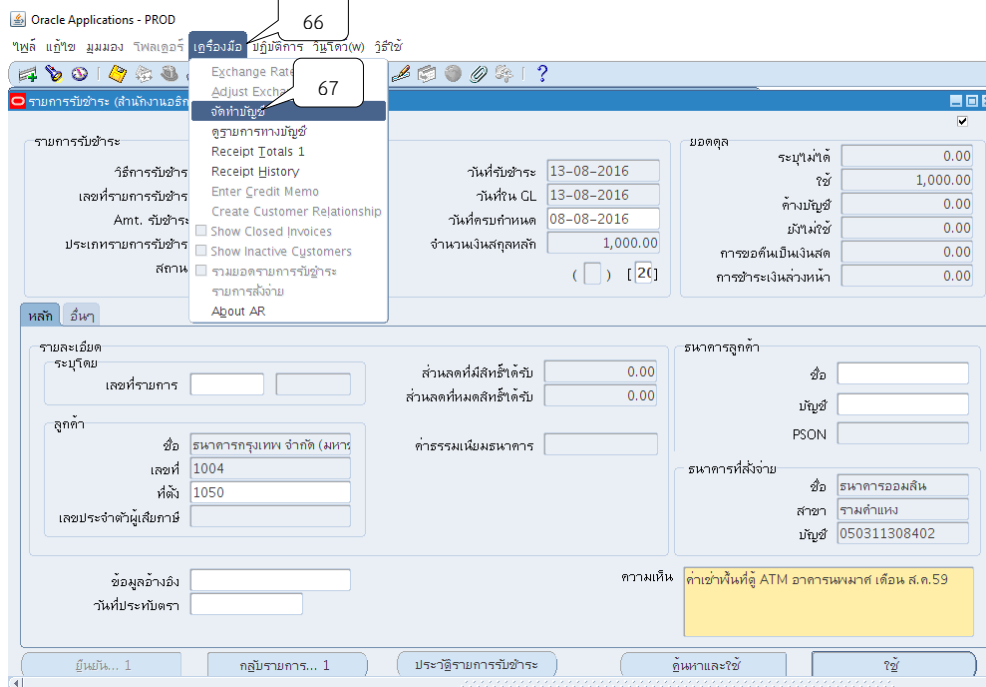 Oracle Applications - PROD
66
ไฟล์ แก้ไข มุมมอง โฟลเดอร์ เครื่องมือ ปฏิบัติการ วินโดว์(w) วิธีใช้
Exchange Rate
Adjust Excha
67
จัดทำบัญชี
ดูรายการทางบัญชี
Receipt Totals 1
Receipt History
Enter Credit Memo
Create Customer Relationship
Show Closed Invoices
Show Inactive Customers
รวมยอดรายการรับชำระ
รายการสั่งจ่าย
About AR
รายการรับชำระ (สำนักงานอธิก
รายการรับชำระ
วิธีการรับชำร
เลขที่รายการรับชำร
Amt. รับชำระ
ประเภทรายการรับชำร
สถาน
วันที่รับชำระ 13-08-2016
วันที่ใน GL 13-08-2016
วันที่ครบกำหนด 08-08-2016
จำนวนเงินสกุลหลัก 1,000.00
( ) [ 20 ]
ยอดดุล
ระบุไม่ได้ 0.00
ใช้ 1,000.00
ค้างบัญชี 0.00
ยังไม่ใช้ 0.00
การขอคืนเป็นเงินสด 0.00
การชำระเงินล่วงหน้า 0.00
หลัก อื่นๆ
รายละเอียด
ระบุโดย
เลขที่รายการ
ลูกค้า
ชื่อ ธนาคารกรุงเทพ จำกัด (มหาช
เลขที่ 1004
ที่ตั้ง 1050
เลขประจำตัวผู้เสียภาษี
ส่วนลดที่มีสิทธิ์ได้รับ 0.00
ส่วนลดที่หมดสิทธิ์ได้รับ 0.00
ค่าธรรมเนียมธนาคาร
ธนาคารลูกค้า
ชื่อ
บัญชี
PSON
ธนาคารที่สั่งจ่าย
ชื่อ ธนาคารออมสิน
สาขา รามคำแหง
บัญชี 050311308402
ข้อมูลอ้างอิง
วันที่ประทับตรา
ความเห็น ค่าเช่าพื้นที่ตู้ ATM อาคารนพมาศ เดือน ส.ค.59
ยืนยัน... 1 กลับรายการ... 1 ประวัติรายการรับชำระ ค้นหาและใช้ ใช้